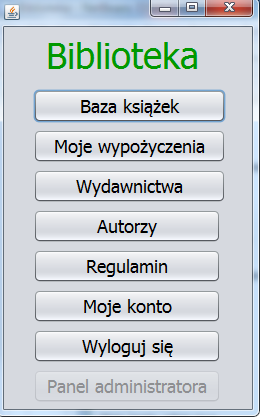 Biblioteka
Baza książek
Moje wypożyczenia
Wydawnictwa
Autorzy
Regulamin
Moje konto
Wyloguj się
Panel administratora